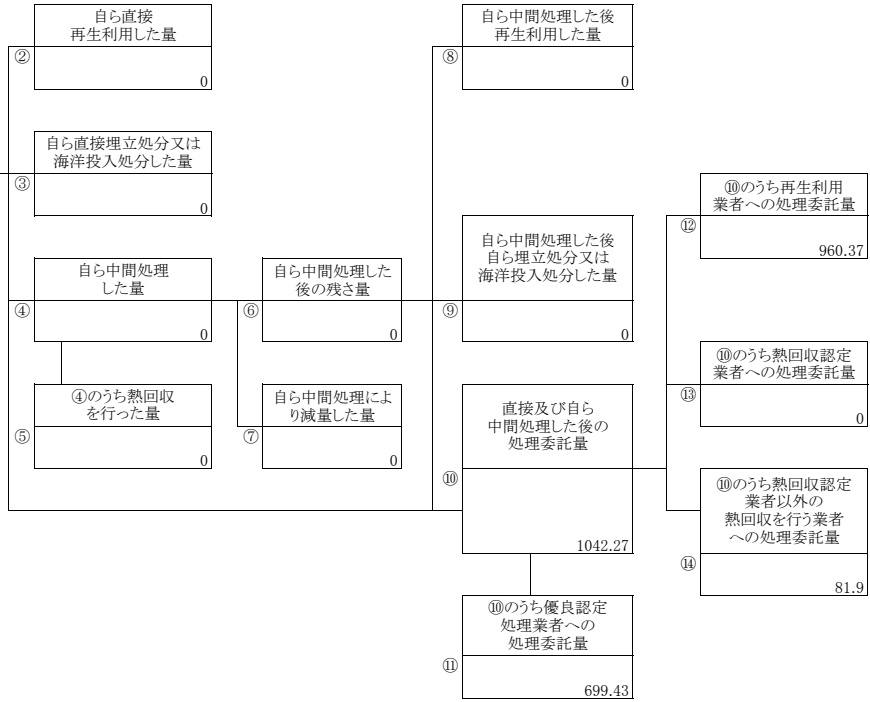 自ら直接
再生利用した量
②
0
自ら直接埋立処分又は
海洋投入処分した量
③
0
自ら中間処理
した量
④
0
④のうち熱回収
を行った量
⑤
0
自ら中間処理した
後の残さ量
⑥
0
自ら中間処理によ
り減量した量
⑦
0
自ら中間処理した後
再生利用した量
⑧
0
自ら中間処理した後
自ら埋立処分又は
海洋投入処分した量
⑨
0
直接及び自ら
中間処理した後の
処理委託量
⑩
1042.27
⑩のうち優良認定
処理業者への
処理委託量
⑪
699.43
⑩のうち再生利用
業者への処理委託量
⑫
960.37
⑩のうち熱回収認定
業者への処理委託量
⑬
0
⑩のうち熱回収認定
業者以外の
熱回収を行う業者
への処理委託量
⑭
81.9